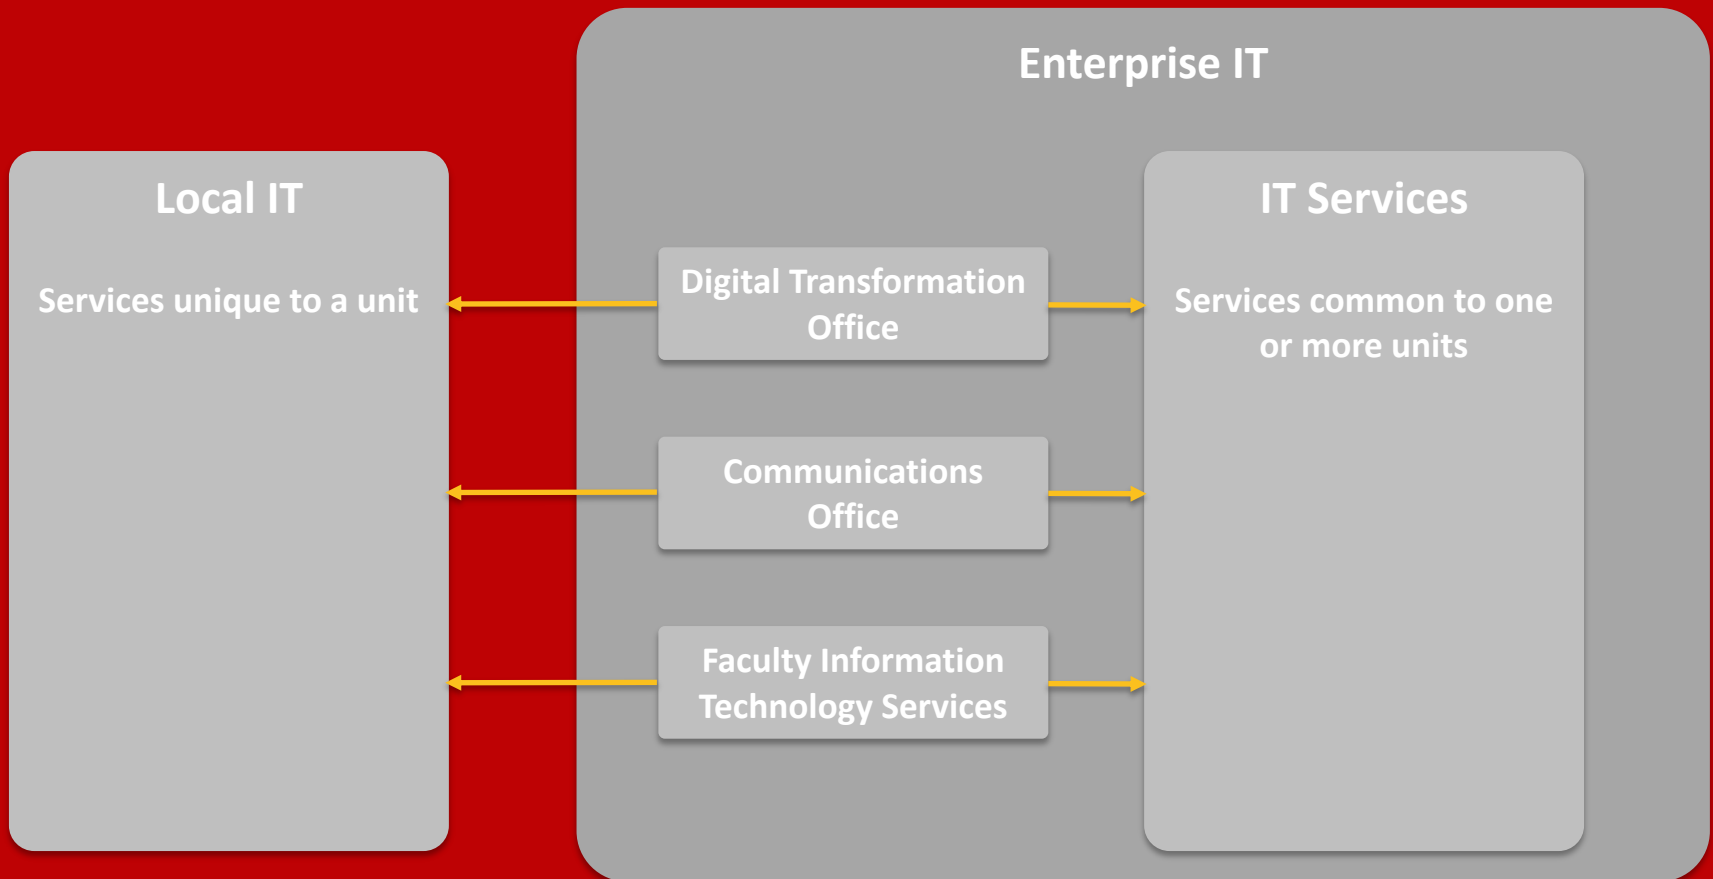 Enterprise IT
Local IT
Services unique to a unit
Digital Transformation
Office
Communications
Office
Faculty Information
Technology Services
IT Services
Services common to one
or more units